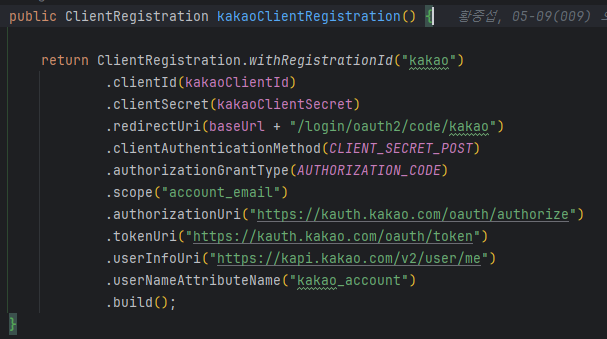 public ClientRegistration kakaoClientRegistration() { 황중섭, 05-09(009)
return ClientRegistration.withRegistrationId("kakao")
.clientId(kakaoClientId)
.clientSecret(kakaoClientSecret)
.redirectUri(baseUrl + "/login/oauth2/code/kakao")
.clientAuthenticationMethod(CLIENT_SECRET_POST)
.authorizationGrantType(AUTHORIZATION_CODE)
.scope("account_email")
.authorizationUri("https://kauth.kakao.com/oauth/authorize")
.tokenUri("https://kauth.kakao.com/oauth/token")
.userInfoUri("https://kapi.kakao.com/v2/user/me")
.userNameAttributeName("kakao_account")
.build();
}